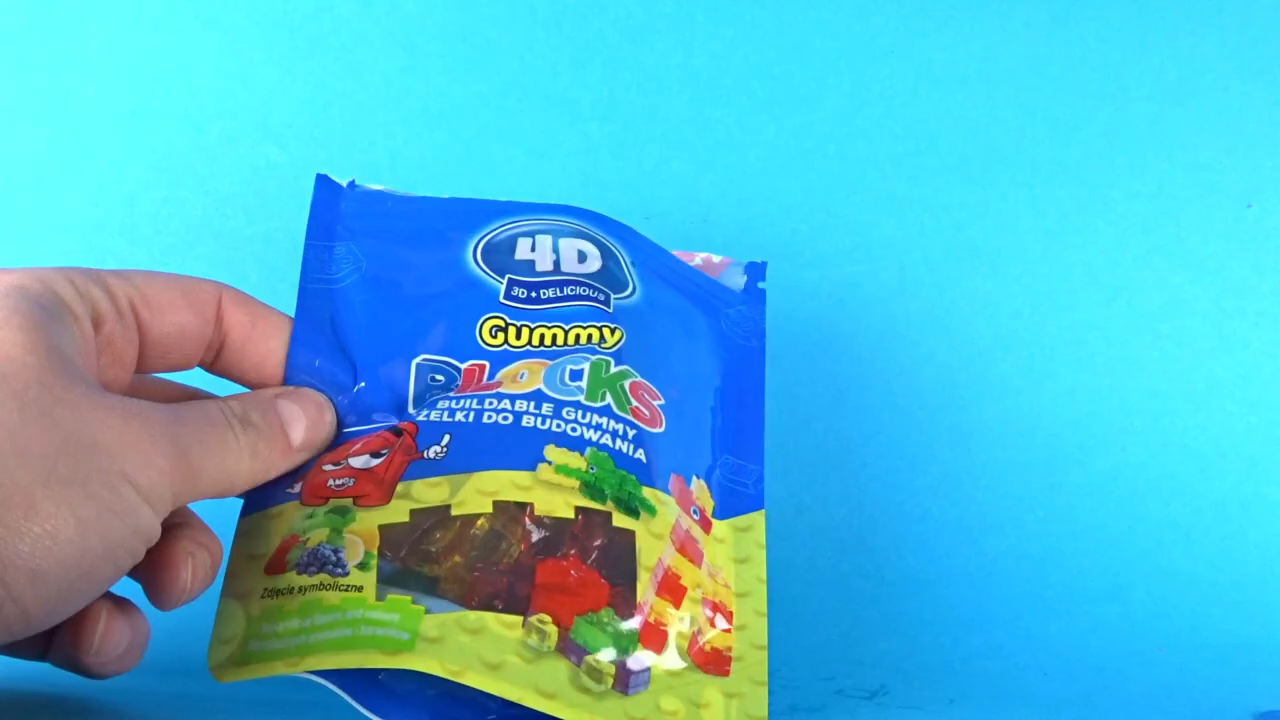 4D
3D + DELICIOUS
Gummy
BLOCKS
BUILDABLE GUMMY
ŻELKI DO BUDOWANIA
AMOS
Zdjęcie symboliczne